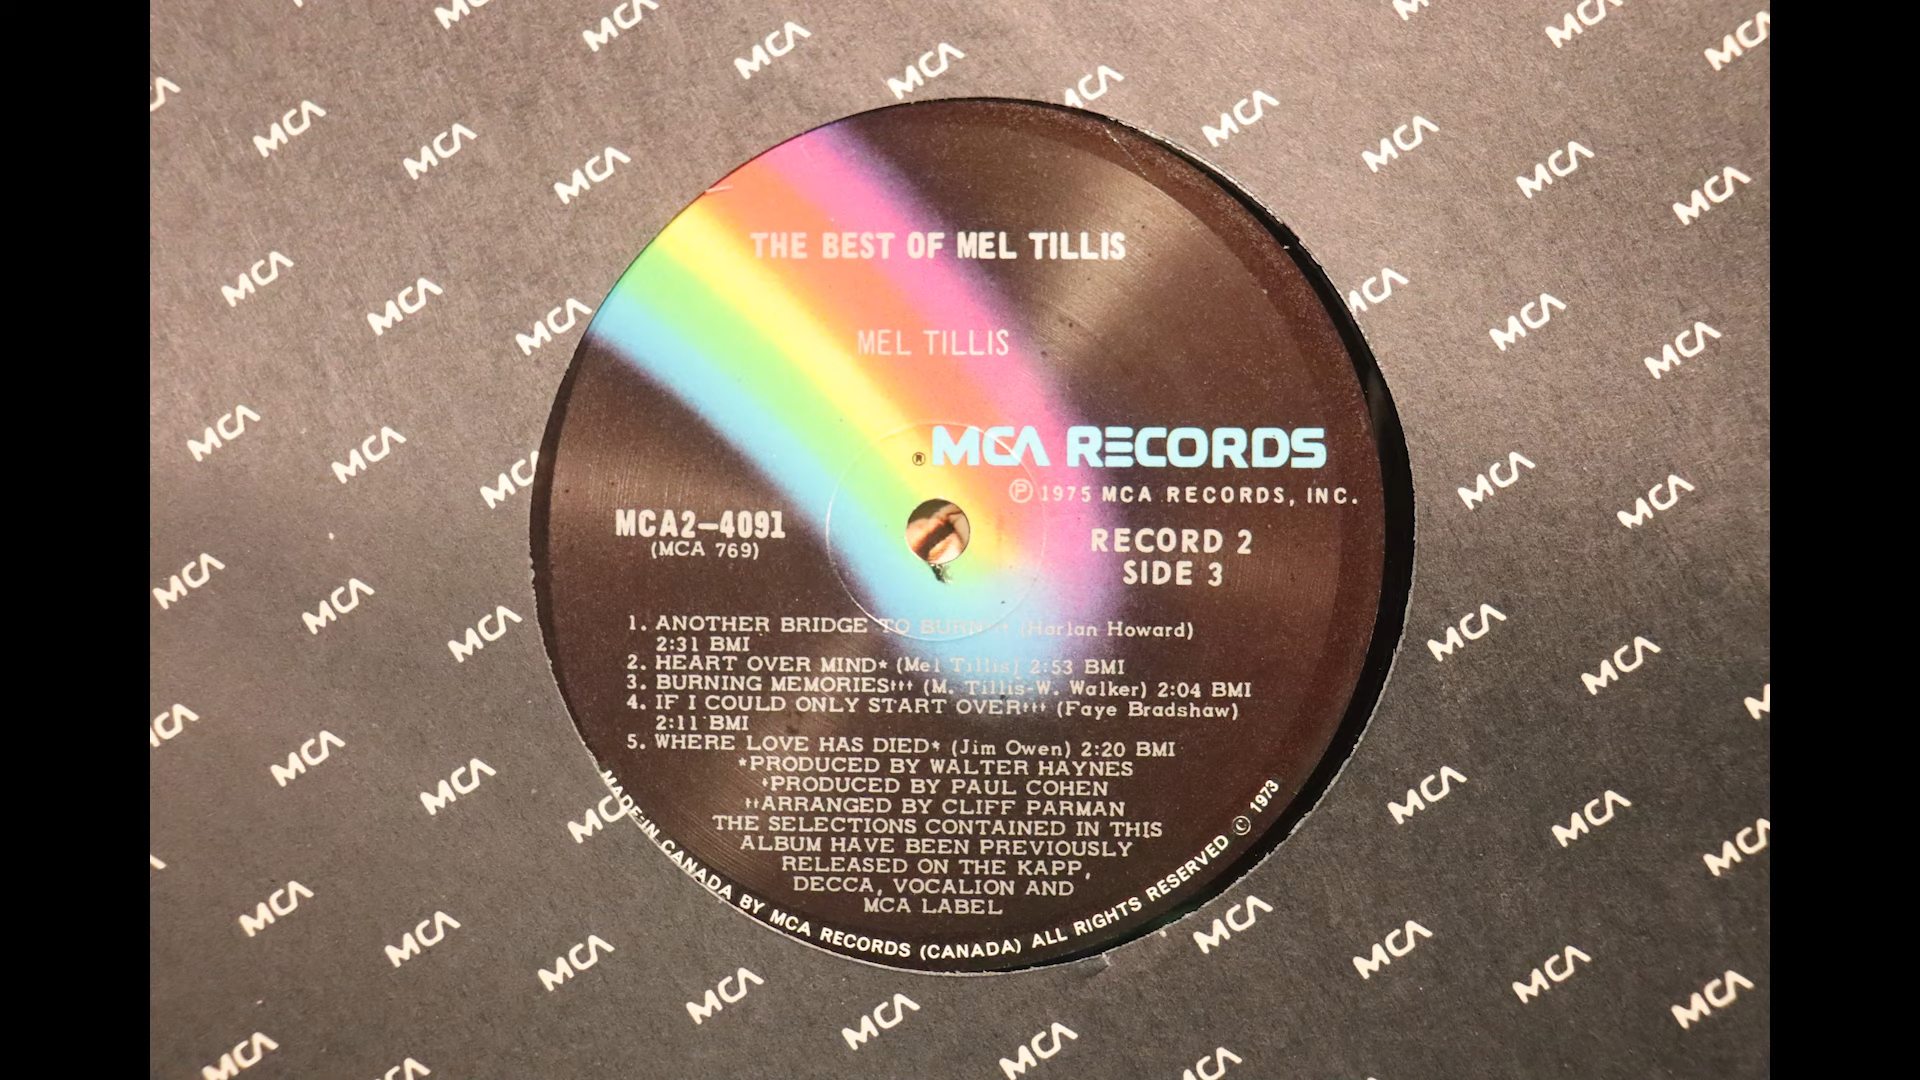 THE BEST OF MEL TILLIS
MEL TILLIS
® MCA RECORDS
Ⓟ 1975 MCA RECORDS, INC.
MCA2-4091
(MCA 769)
RECORD 2
SIDE 3
1. ANOTHER BRIDGE TO BURN††† (Harlan Howard)
2:31 BMI
2. HEART OVER MIND* (Mel Tillis) 2:53 BMI
3. BURNING MEMORIES††† (M. Tillis-W. Walker) 2:04 BMI
4. IF I COULD ONLY START OVER††† (Faye Bradshaw)
2:11 BMI
5. WHERE LOVE HAS DIED* (Jim Owen) 2:20 BMI
*PRODUCED BY WALTER HAYNES
†PRODUCED BY PAUL COHEN
††ARRANGED BY CLIFF PARMAN
THE SELECTIONS CONTAINED IN THIS
ALBUM HAVE BEEN PREVIOUSLY
RELEASED ON THE KAPP,
DECCA, VOCALION AND
MCA LABEL
MADE IN CANADA BY MCA RECORDS (CANADA) ALL RIGHTS RESERVED © 1973
MCA